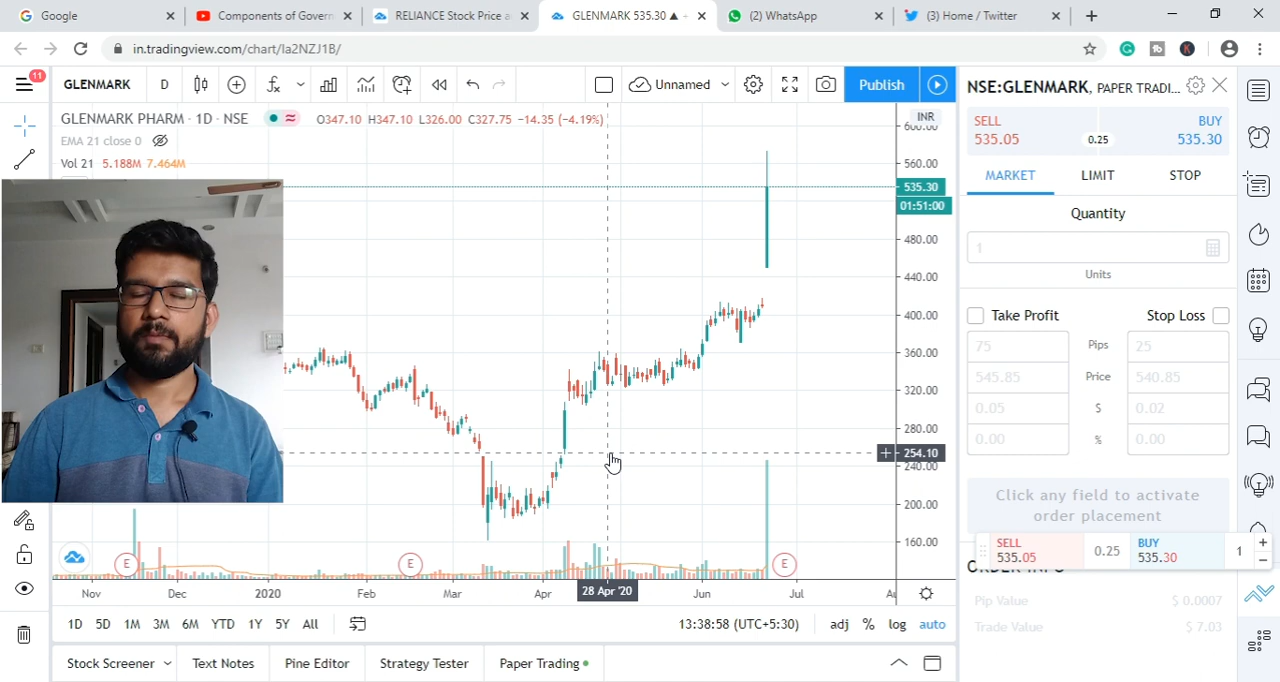 Google
Components of Govern
RELIANCE Stock Price a
GLENMARK 535.30 ▲
(2) WhatsApp
(3) Home / Twitter
in.tradingview.com/chart/Ia2NZJ1B/
11
GLENMARK
D
Unnamed
Publish
NSE:GLENMARK, PAPER TRADI...
GLENMARK PHARM · 1D · NSE
O347.10 H347.10 L326.00 C327.75 -14.35 (-4.19%)
INR
EMA 21 close 0
Vol 21 5.188M 7.464M
600.00
560.00
535.30
01:51:00
480.00
440.00
400.00
360.00
320.00
280.00
254.10
240.00
200.00
160.00
E
E
E
Nov
Dec
2020
Feb
Mar
Apr
28 Apr '20
Jun
Jul
1D 5D 1M 3M 6M YTD 1Y 5Y All
13:38:58 (UTC+5:30)
adj % log auto
Stock Screener
Text Notes
Pine Editor
Strategy Tester
Paper Trading
SELL
535.05
0.25
BUY
535.30
MARKET
LIMIT
STOP
Quantity
1
Units
Take Profit
Stop Loss
75 Pips 25
545.85 Price 540.85
0.05 $ 0.02
0.00 % 0.00
Click any field to activate
order placement
SELL
535.05
0.25
BUY
535.30
1
ORDER INFO
Pip Value $ 0.0007
Trade Value $ 7.03